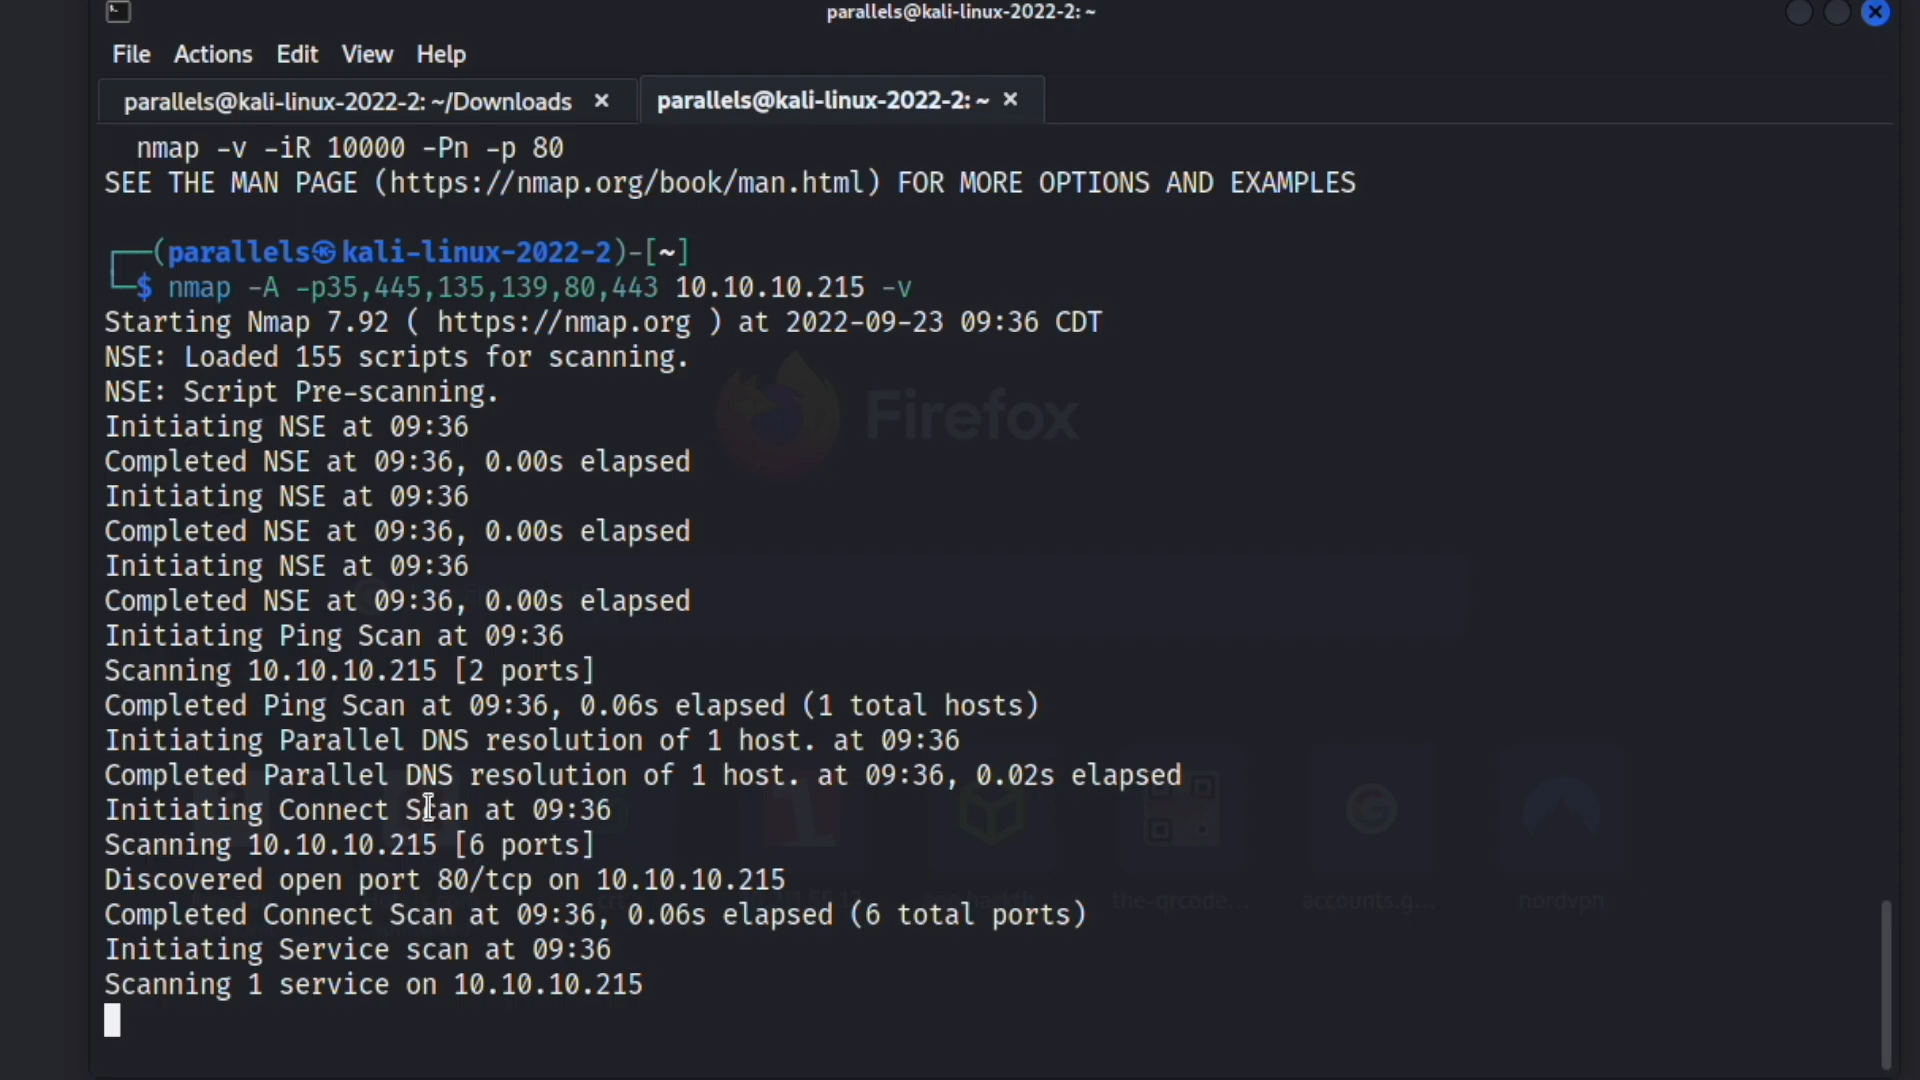 parallels@kali-linux-2022-2: ~
File Actions Edit View Help
parallels@kali-linux-2022-2: ~/Downloads × parallels@kali-linux-2022-2: ~ ×
nmap -v -iR 10000 -Pn -p 80
SEE THE MAN PAGE (https://nmap.org/book/man.html) FOR MORE OPTIONS AND EXAMPLES
┌──(parallels㉿kali-linux-2022-2)-[~]
└─$ nmap -A -p35,445,135,139,80,443 10.10.10.215 -v
Starting Nmap 7.92 ( https://nmap.org ) at 2022-09-23 09:36 CDT
NSE: Loaded 155 scripts for scanning.
NSE: Script Pre-scanning.
Initiating NSE at 09:36
Completed NSE at 09:36, 0.00s elapsed
Initiating NSE at 09:36
Completed NSE at 09:36, 0.00s elapsed
Initiating NSE at 09:36
Completed NSE at 09:36, 0.00s elapsed
Initiating Ping Scan at 09:36
Scanning 10.10.10.215 [2 ports]
Completed Ping Scan at 09:36, 0.06s elapsed (1 total hosts)
Initiating Parallel DNS resolution of 1 host. at 09:36
Completed Parallel DNS resolution of 1 host. at 09:36, 0.02s elapsed
Initiating Connect Scan at 09:36
Scanning 10.10.10.215 [6 ports]
Discovered open port 80/tcp on 10.10.10.215
Completed Connect Scan at 09:36, 0.06s elapsed (6 total ports)
Initiating Service scan at 09:36
Scanning 1 service on 10.10.10.215
Firefox
the-qrcode... accounts.g... nordvpn